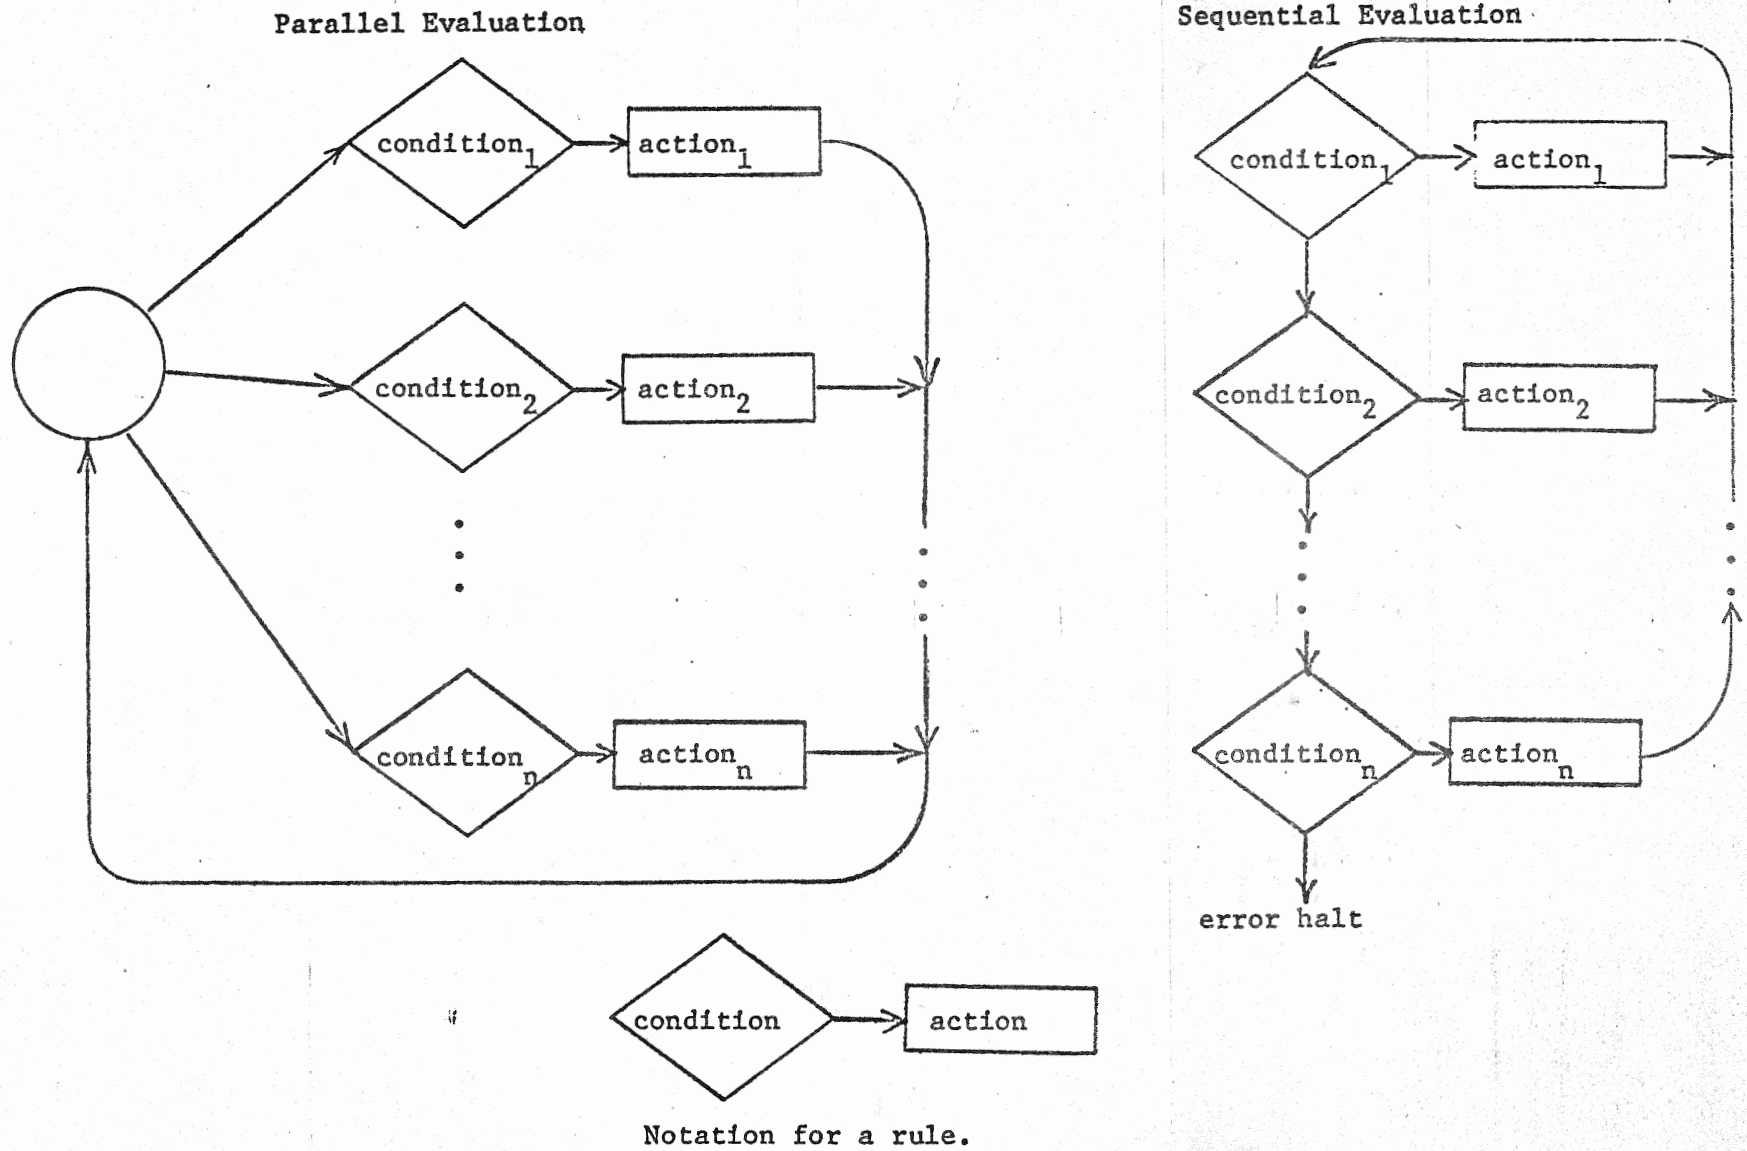 Parallel Evaluation
condition1
action1
condition2
action2
conditionn
actionn
Sequential Evaluation
condition1
action1
condition2
action2
conditionn
actionn
error halt
condition
action
Notation for a rule.